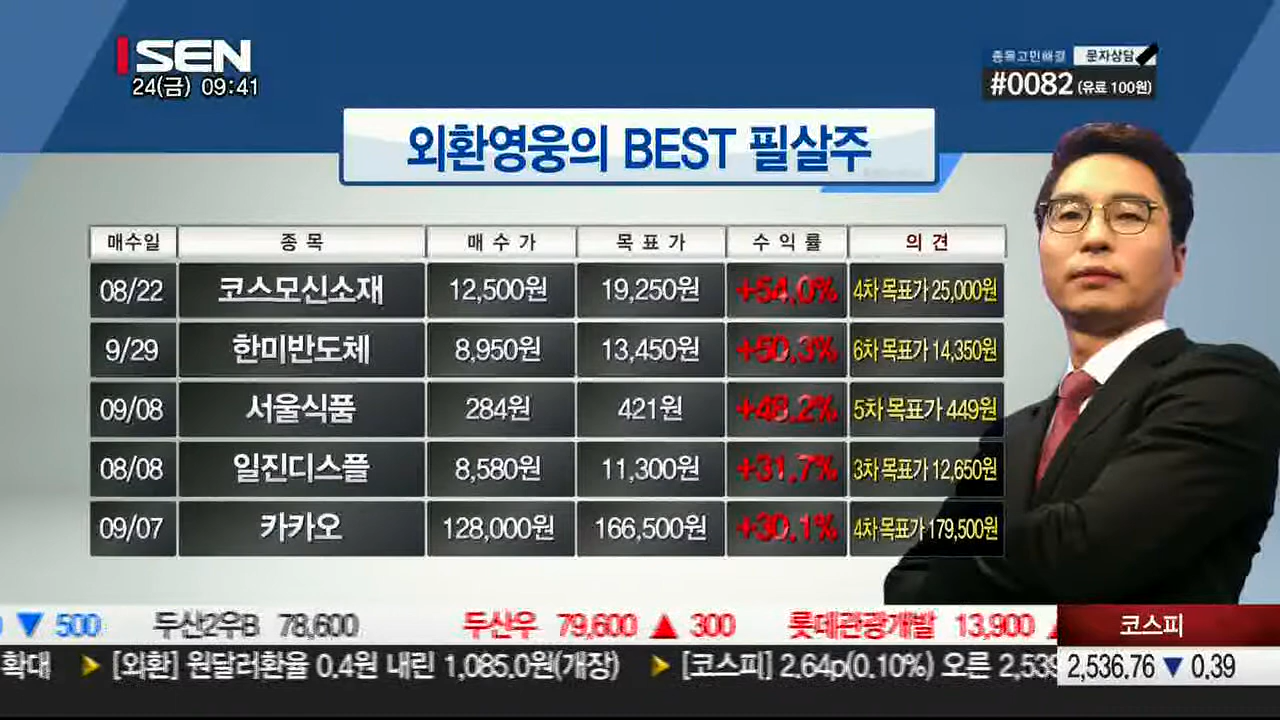 SEN
24(금) 09:41
종목고민해결 문자상담
#0082 (유료 100원)
외환영웅의 BEST 필살주
매수일 종목 매수가 목표가 수익률 의견
08/22 코스모신소재 12,500원 19,250원 +54.0% 4차 목표가 25,000원
9/29 한미반도체 8,950원 13,450원 +50.3% 6차 목표가 14,350원
09/08 서울식품 284원 421원 +48.2% 5차 목표가 449원
08/08 일진디스플 8,580원 11,300원 +31.7% 3차 목표가 12,650원
09/07 카카오 128,000원 166,500원 +30.1% 4차 목표가 179,500원
▼ 500 두산2우B 78,600 두산우 79,600 ▲ 300 롯데관광개발 13,900 코스피
확대 ▶ [외환] 원달러환율 0.4원 내린 1,085.0원(개장) ▶ [코스피] 2.64p(0.10%) 오른 2,539 2,536.76 ▼ 0.39